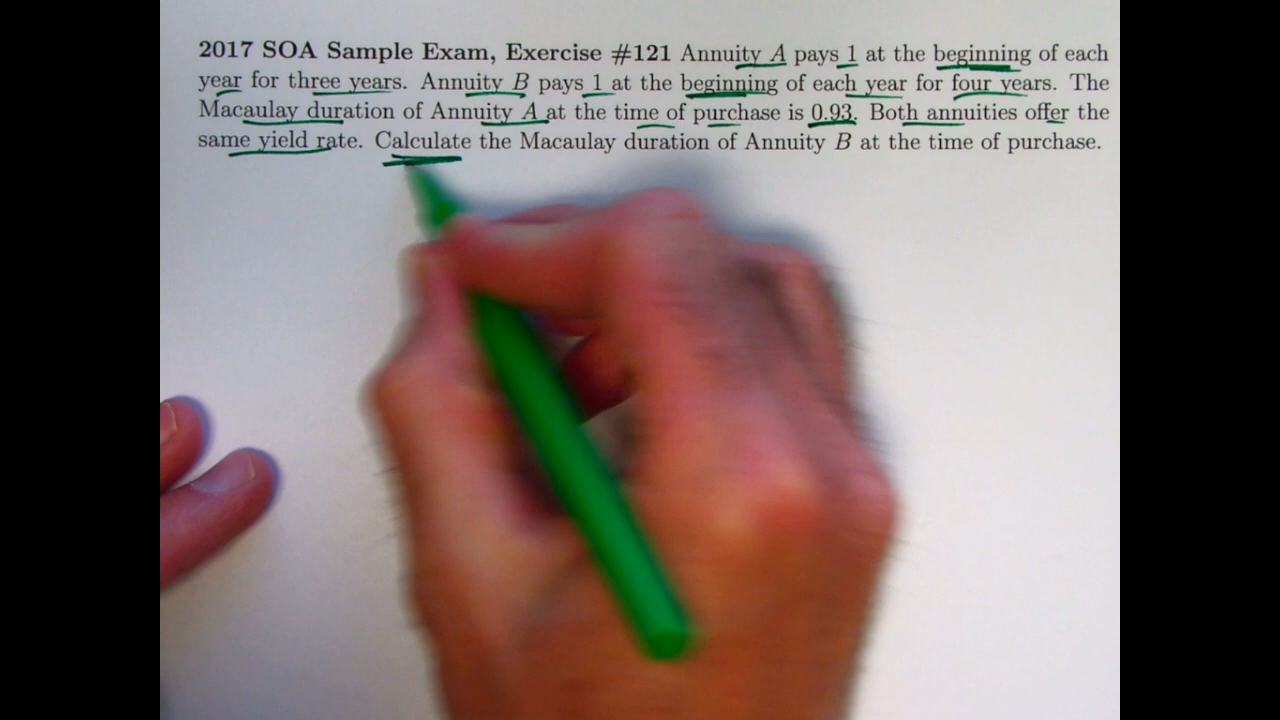 2017 SOA Sample Exam, Exercise #121 Annuity A pays 1 at the beginning of each
year for three years. Annuity B pays 1 at the beginning of each year for four years. The
Macaulay duration of Annuity A at the time of purchase is 0.93. Both annuities offer the
same yield rate. Calculate the Macaulay duration of Annuity B at the time of purchase.